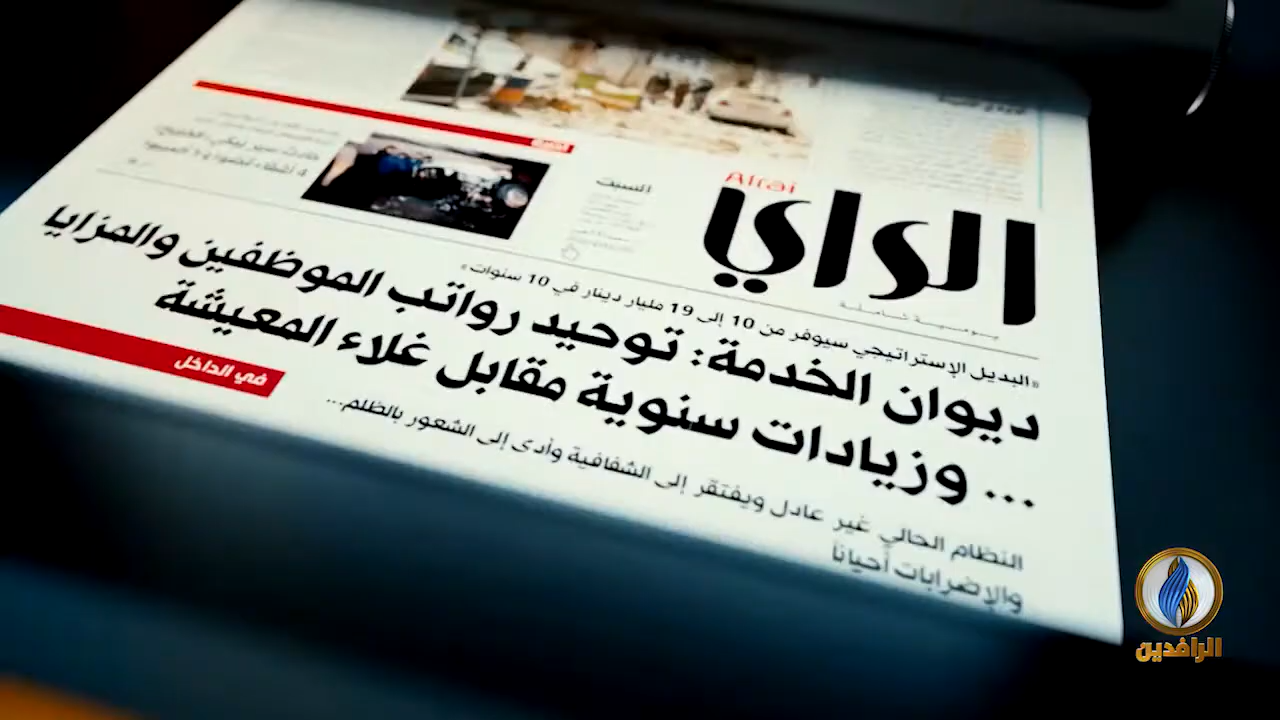 Alrai
الراي
يومية شاملة
السبت
«البديل الإستراتيجي سيوفر من 10 إلى 19 مليار دينار في 10 سنوات»
ديوان الخدمة: توحيد رواتب الموظفين والمزايا
... وزيادات سنوية مقابل غلاء المعيشة
في الداخل
النظام الحالي غير عادل ويفتقر إلى الشفافية وأدى إلى الشعور بالظلم...
والإضرابات أحياناً
الرافدين